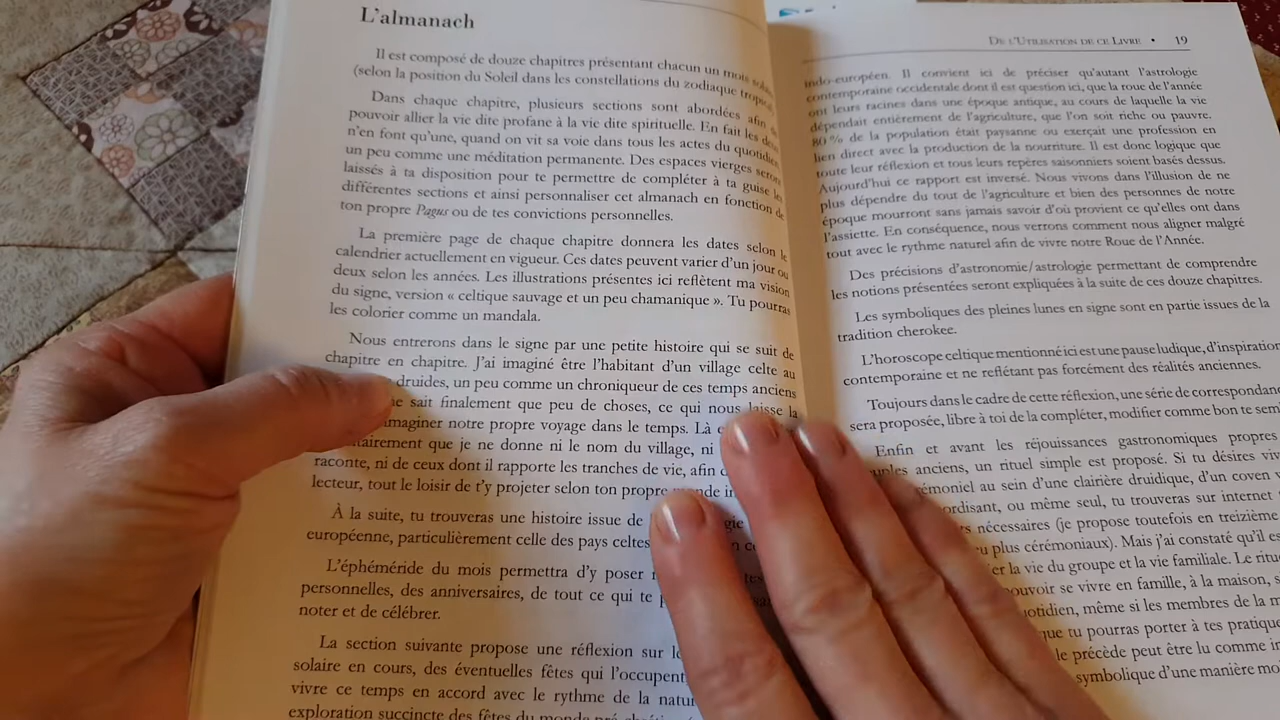 L'almanach
Il est composé de douze chapitres présentant chacun un mois
(selon la position du Soleil dans les constellations du zodiaque
Dans chaque chapitre, plusieurs sections sont abordées afin
pouvoir allier la vie dite profane à la vie dite spirituelle. En fait les
n'en font qu'une, quand on vit sa voie dans tous les actes du quotidien
un peu comme une méditation permanente. Des espaces vierges seront
laissés à ta disposition pour te permettre de compléter à ta guise les
différentes sections et ainsi personnaliser cet almanach en fonction de
ton propre Pagus ou de tes convictions personnelles.
La première page de chaque chapitre donnera les dates selon le
calendrier actuellement en vigueur. Ces dates peuvent varier d'un jour ou
deux selon les années. Les illustrations présentes ici reflètent ma vision
du signe, version « celtique sauvage et un peu chamanique ». Tu pourras
les colorier comme un mandala.
Nous entrerons dans le signe par une petite histoire qui se suit de
chapitre en chapitre. J'ai imaginé être l'habitant d'un village celte au
druides, un peu comme un chroniqueur de ces temps anciens
ne sait finalement que peu de choses, ce qui nous laisse la
imaginer notre propre voyage dans le temps. Là
tairement que je ne donne ni le nom du village, ni
raconte, ni de ceux dont il rapporte les tranches de vie, afin
lecteur, tout le loisir de t'y projeter selon ton propre
À la suite, tu trouveras une histoire issue de
européenne, particulièrement celle des pays celtes
L'éphéméride du mois permettra d'y poser
personnelles, des anniversaires, de tout ce qui te
noter et de célébrer.
La section suivante propose une réflexion sur
solaire en cours, des éventuelles fêtes qui l'occupent
vivre ce temps en accord avec le rythme de la
exploration succincte des fêtes du monde
De l'Utilisation de ce Livre • 19
indo-européen. Il convient ici de préciser qu'autant l'astrologie
contemporaine occidentale dont il est question ici, que la roue de l'année
ont leurs racines dans une époque antique, au cours de laquelle la vie
dépendait entièrement de l'agriculture, que l'on soit riche ou pauvre.
80 % de la population était paysanne ou exerçait une profession en
lien direct avec la production de la nourriture. Il est donc logique que
toute leur réflexion et tous leurs repères saisonniers soient basés dessus.
Aujourd'hui ce rapport est inversé. Nous vivons dans l'illusion de ne
plus dépendre du tout de l'agriculture et bien des personnes de notre
époque mourront sans jamais savoir d'où provient ce qu'elles ont dans
l'assiette. En conséquence, nous verrons comment nous aligner malgré
tout avec le rythme naturel afin de vivre notre Roue de l'Année.
Des précisions d'astronomie/astrologie permettant de comprendre
les notions présentées seront expliquées à la suite de ces douze chapitres.
Les symboliques des pleines lunes en signe sont en partie issues de la
tradition cherokee.
L'horoscope celtique mentionné ici est une pause ludique, d'inspiration
contemporaine et ne reflétant pas forcément des réalités anciennes.
Toujours dans le cadre de cette réflexion, une série de
sera proposée, libre à toi de la compléter, modifier comme bon te
Enfin et avant les réjouissances gastronomiques propres
anciens, un rituel simple est proposé. Si tu désires
au sein d'une clairière druidique, d'un coven
ou même seul, tu trouveras sur internet
nécessaires (je propose toutefois en treizième
plus cérémoniaux). Mais j'ai constaté qu'il
la vie du groupe et la vie familiale. Le
pouvoir se vivre en famille, à la maison,
même si les membres de la
que tu pourras porter à tes
le précède peut être lu comme
symbolique d'une manière